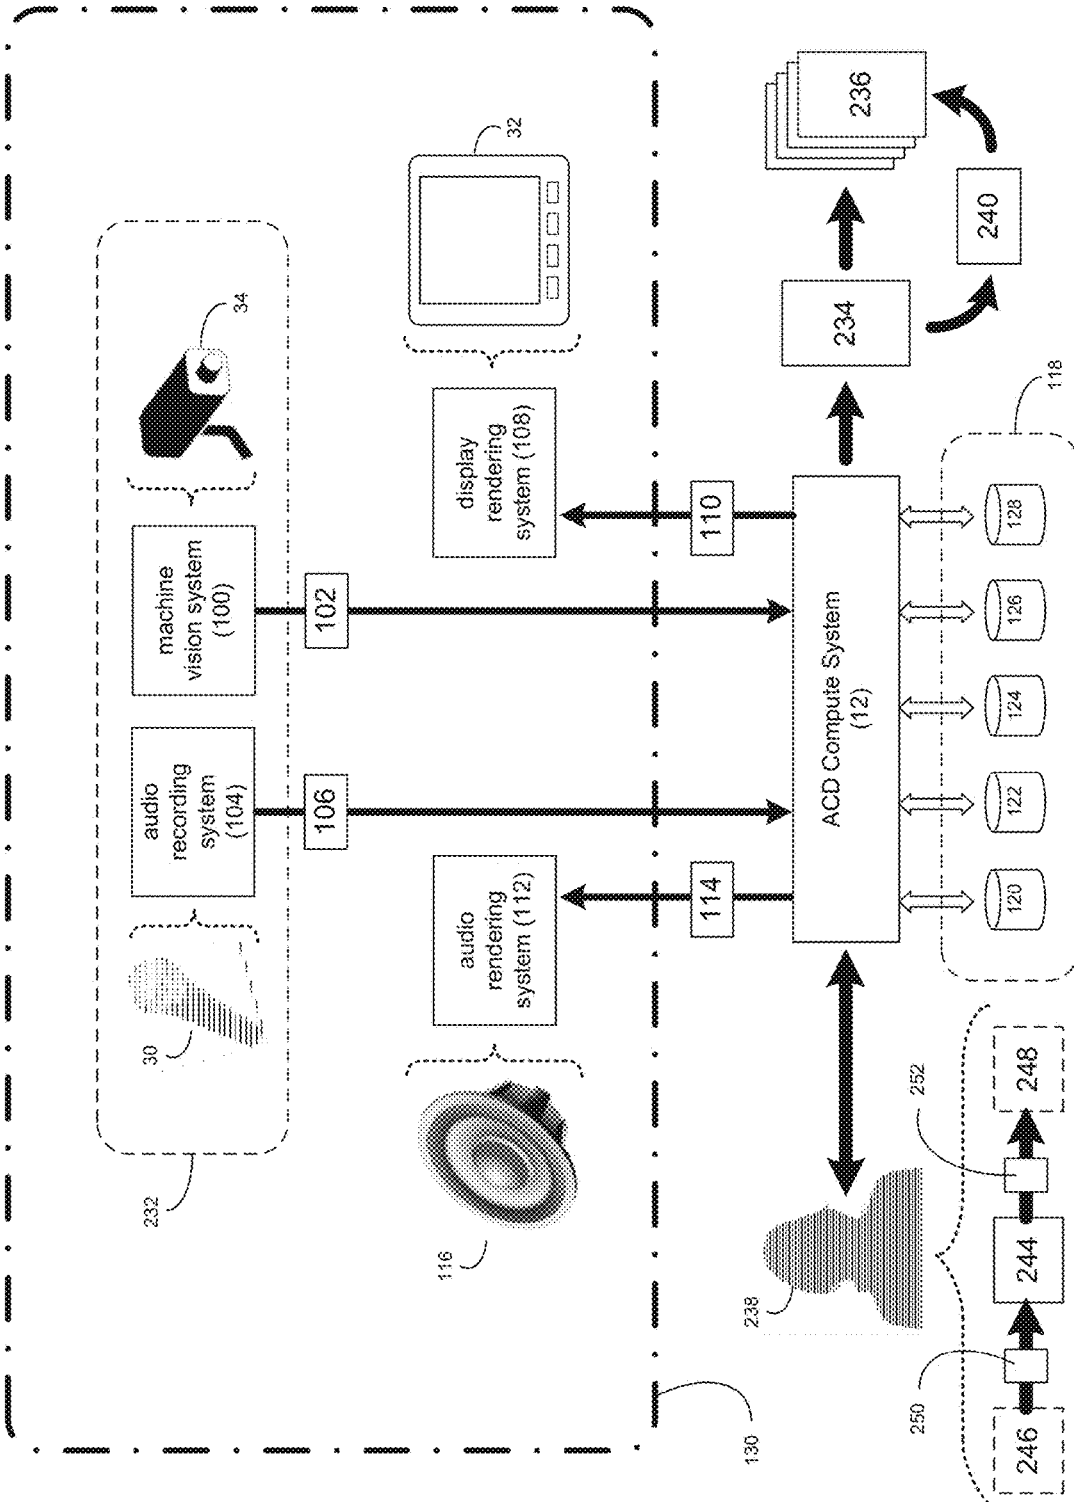 130
232
30
audio
recording
system
(104)
machine
vision system
(100)
34
106
102
116
audio
rendering
system (112)
display
rendering
system (108)
32
114
110
238
ACD Compute System
(12)
234
236
240
118
120
122
124
126
128
246
250
244
252
248